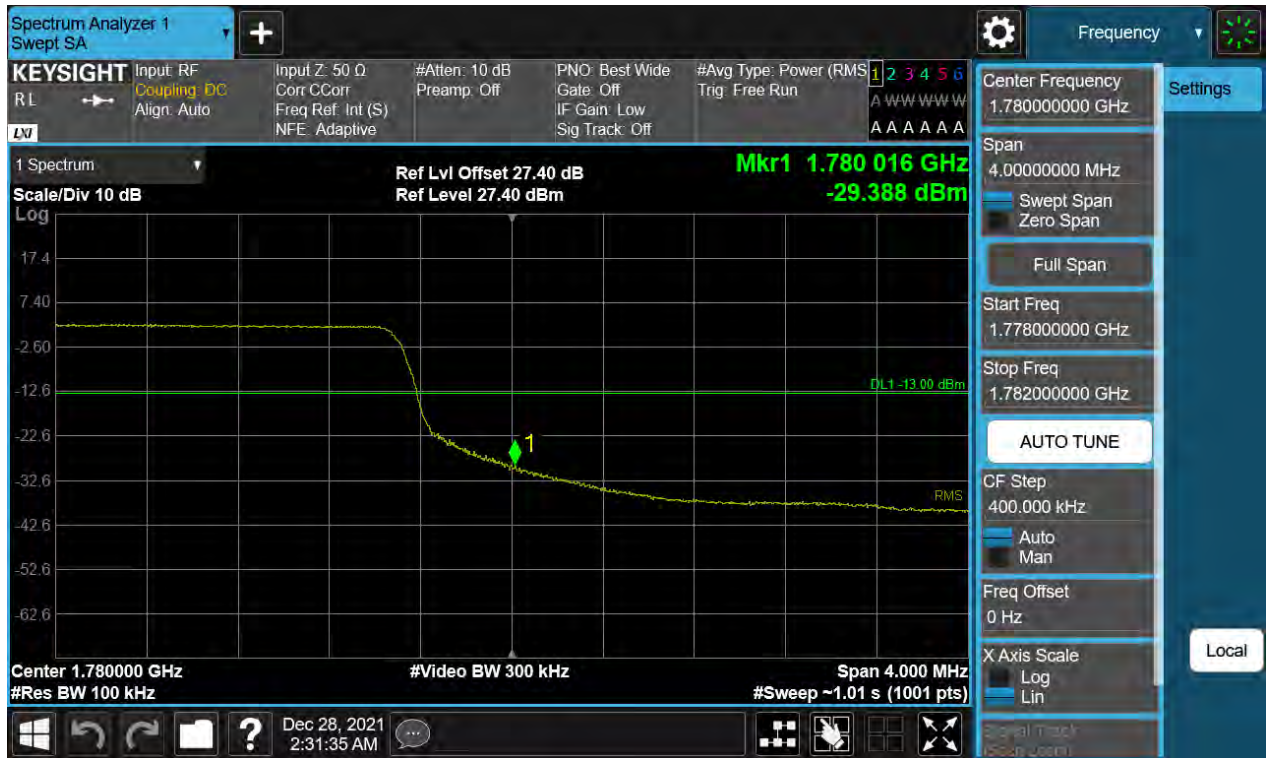 Spectrum Analyzer 1
Swept SA
Frequency
KEYSIGHT
RL
LXI
Input: RF
Coupling: DC
Align: Auto
Input Z: 50 Ω
Corr CCorr
Freq Ref: Int (S)
NFE: Adaptive
#Atten: 10 dB
Preamp: Off
PNO: Best Wide
Gate: Off
IF Gain: Low
Sig Track: Off
#Avg Type: Power (RMS
Trig: Free Run
1 2 3 4 5 6
A W W W W W
A A A A A A
1 Spectrum
Scale/Div 10 dB
Log
Ref Lvl Offset 27.40 dB
Ref Level 27.40 dBm
Mkr1 1.780 016 GHz
-29.388 dBm
17.4
7.40
-2.60
-12.6
-22.6
-32.6
-42.6
-52.6
-62.6
DL1 -13.00 dBm
1
RMS
Center 1.780000 GHz
#Res BW 100 kHz
#Video BW 300 kHz
Span 4.000 MHz
#Sweep ~1.01 s (1001 pts)
Center Frequency
1.780000000 GHz
Settings
Span
4.00000000 MHz
Swept Span
Zero Span
Full Span
Start Freq
1.778000000 GHz
Stop Freq
1.782000000 GHz
AUTO TUNE
CF Step
400.000 kHz
Auto
Man
Freq Offset
0 Hz
X Axis Scale
Log
Lin
Local
Signal Track
(Span Zoom)
?
Dec 28, 2021
2:31:35 AM